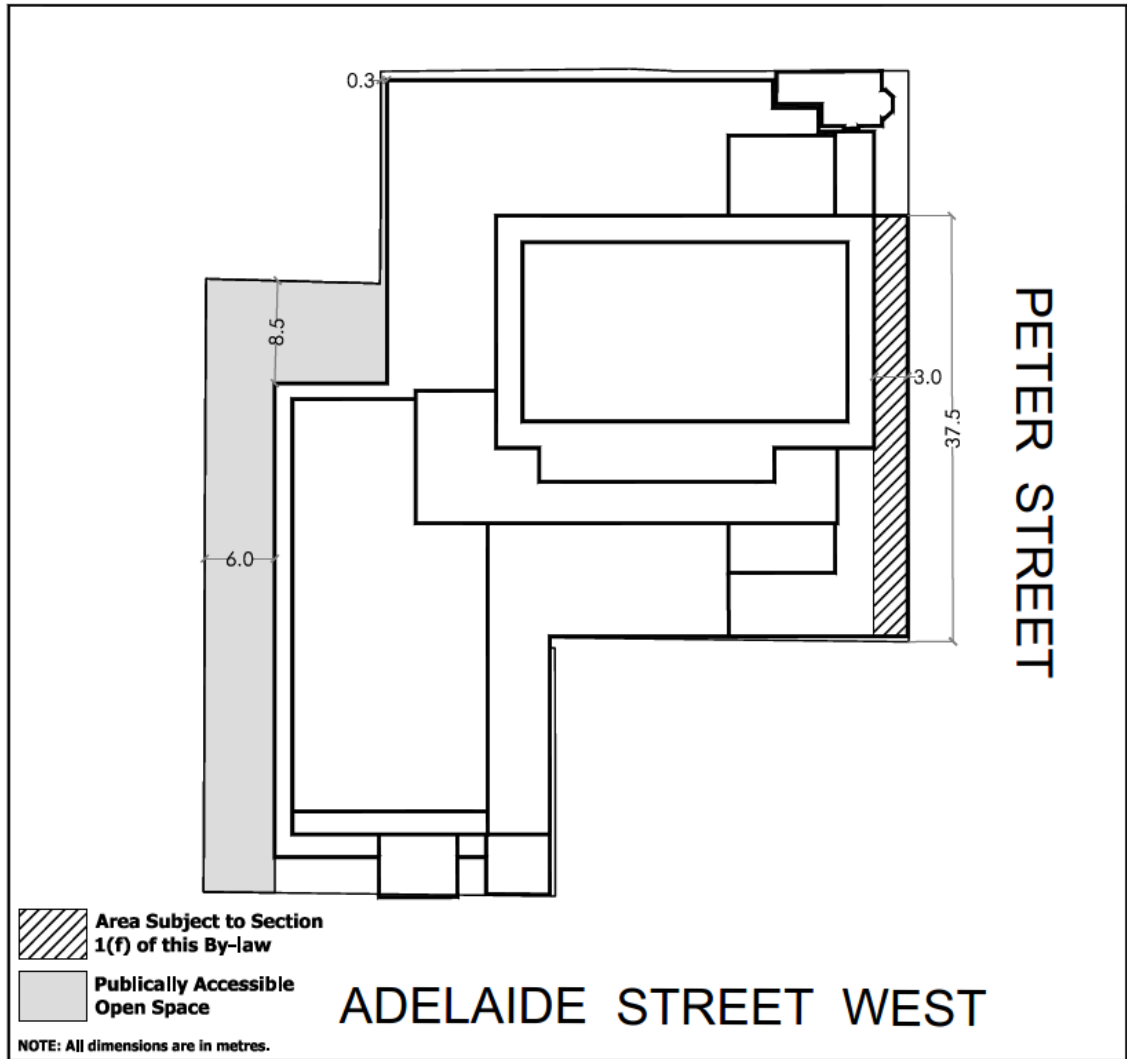 0.3
8.5
3.0
37.5
6.0
PETER STREET
Area Subject to Section
1(f) of this By-law
Publically Accessible
Open Space
ADELAIDE STREET WEST
NOTE: All dimensions are in metres.